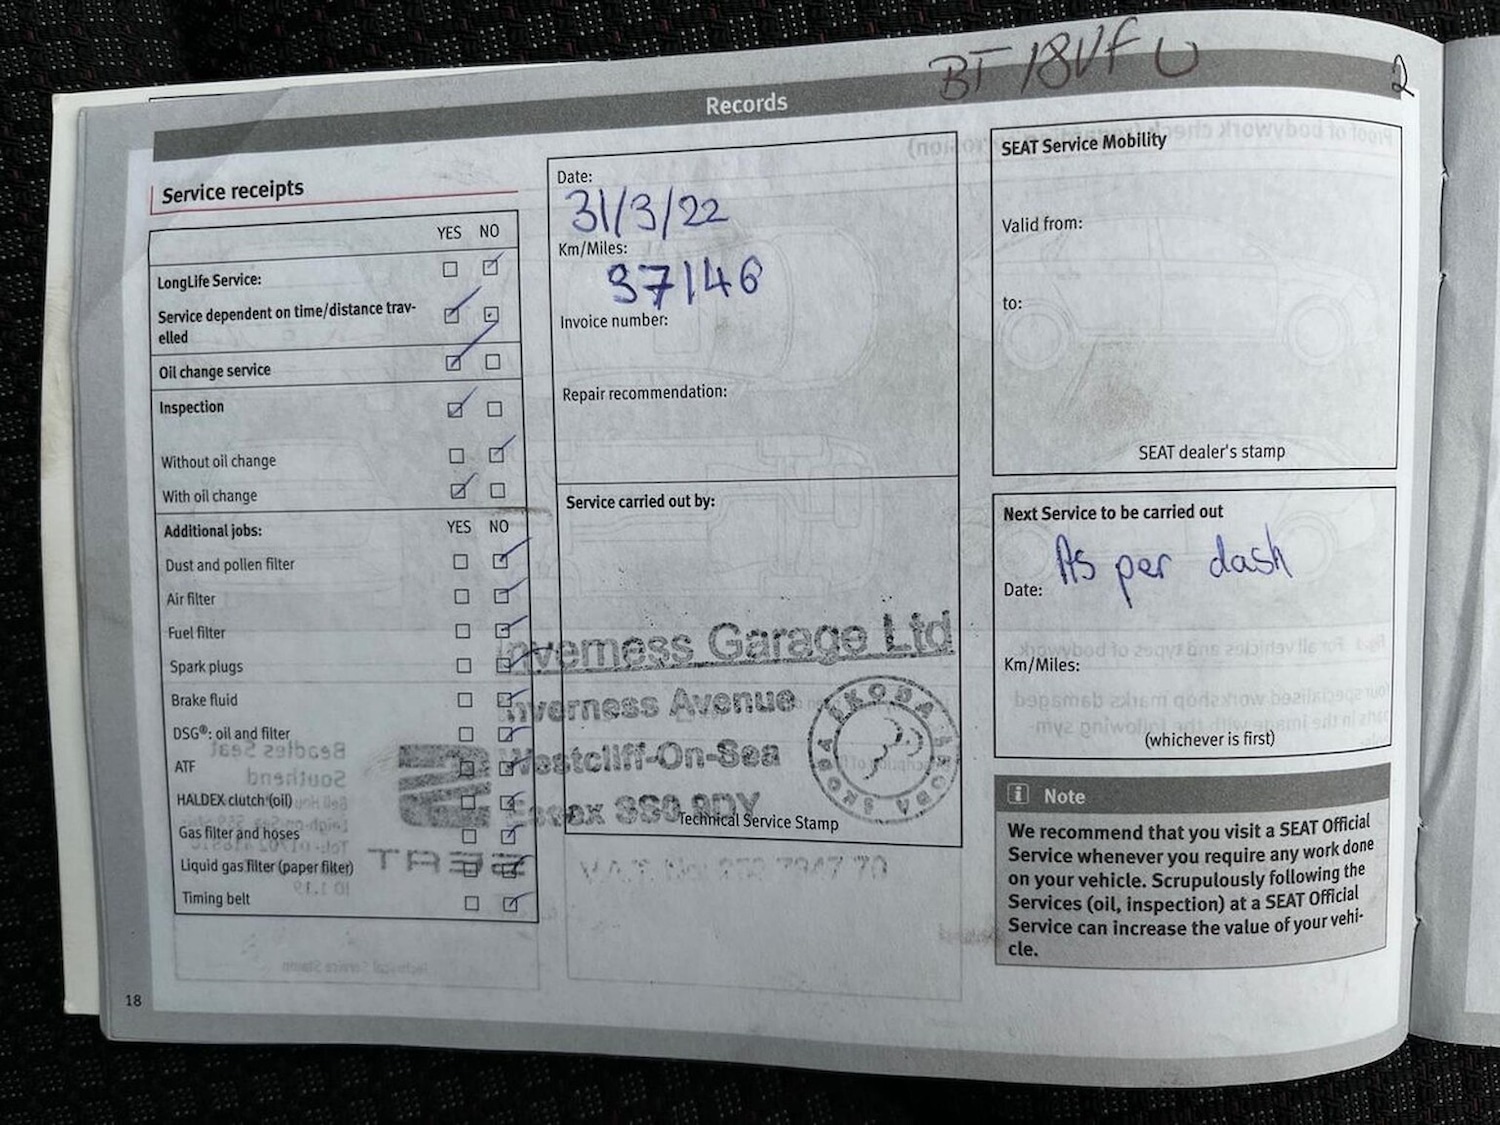 BT18VFU
2
Records
Service receipts
YES NO
LongLife Service:
Service dependent on time/distance trav-
elled
Oil change service
Inspection
Without oil change
With oil change
Additional jobs: YES NO
Dust and pollen filter
Air filter
Fuel filter
Spark plugs
Brake fluid
DSG®: oil and filter
ATF
HALDEX clutch (oil)
Gas filter and hoses
Liquid gas filter (paper filter)
Timing belt
18
Date:
31/3/22
Km/Miles:
37146
Invoice number:
Repair recommendation:
Service carried out by:
Inverness Garage Ltd
Inverness Avenue
Westcliff-On-Sea
Essex SS0 9DY
SKODA SKODA SKODA
Technical Service Stamp
SEAT Service Mobility
Valid from:
to:
SEAT dealer's stamp
Next Service to be carried out
As per dash
Date:
Km/Miles:
(whichever is first)
i Note
We recommend that you visit a SEAT Official
Service whenever you require any work done
on your vehicle. Scrupulously following the
Services (oil, inspection) at a SEAT Official
Service can increase the value of your vehi-
cle.